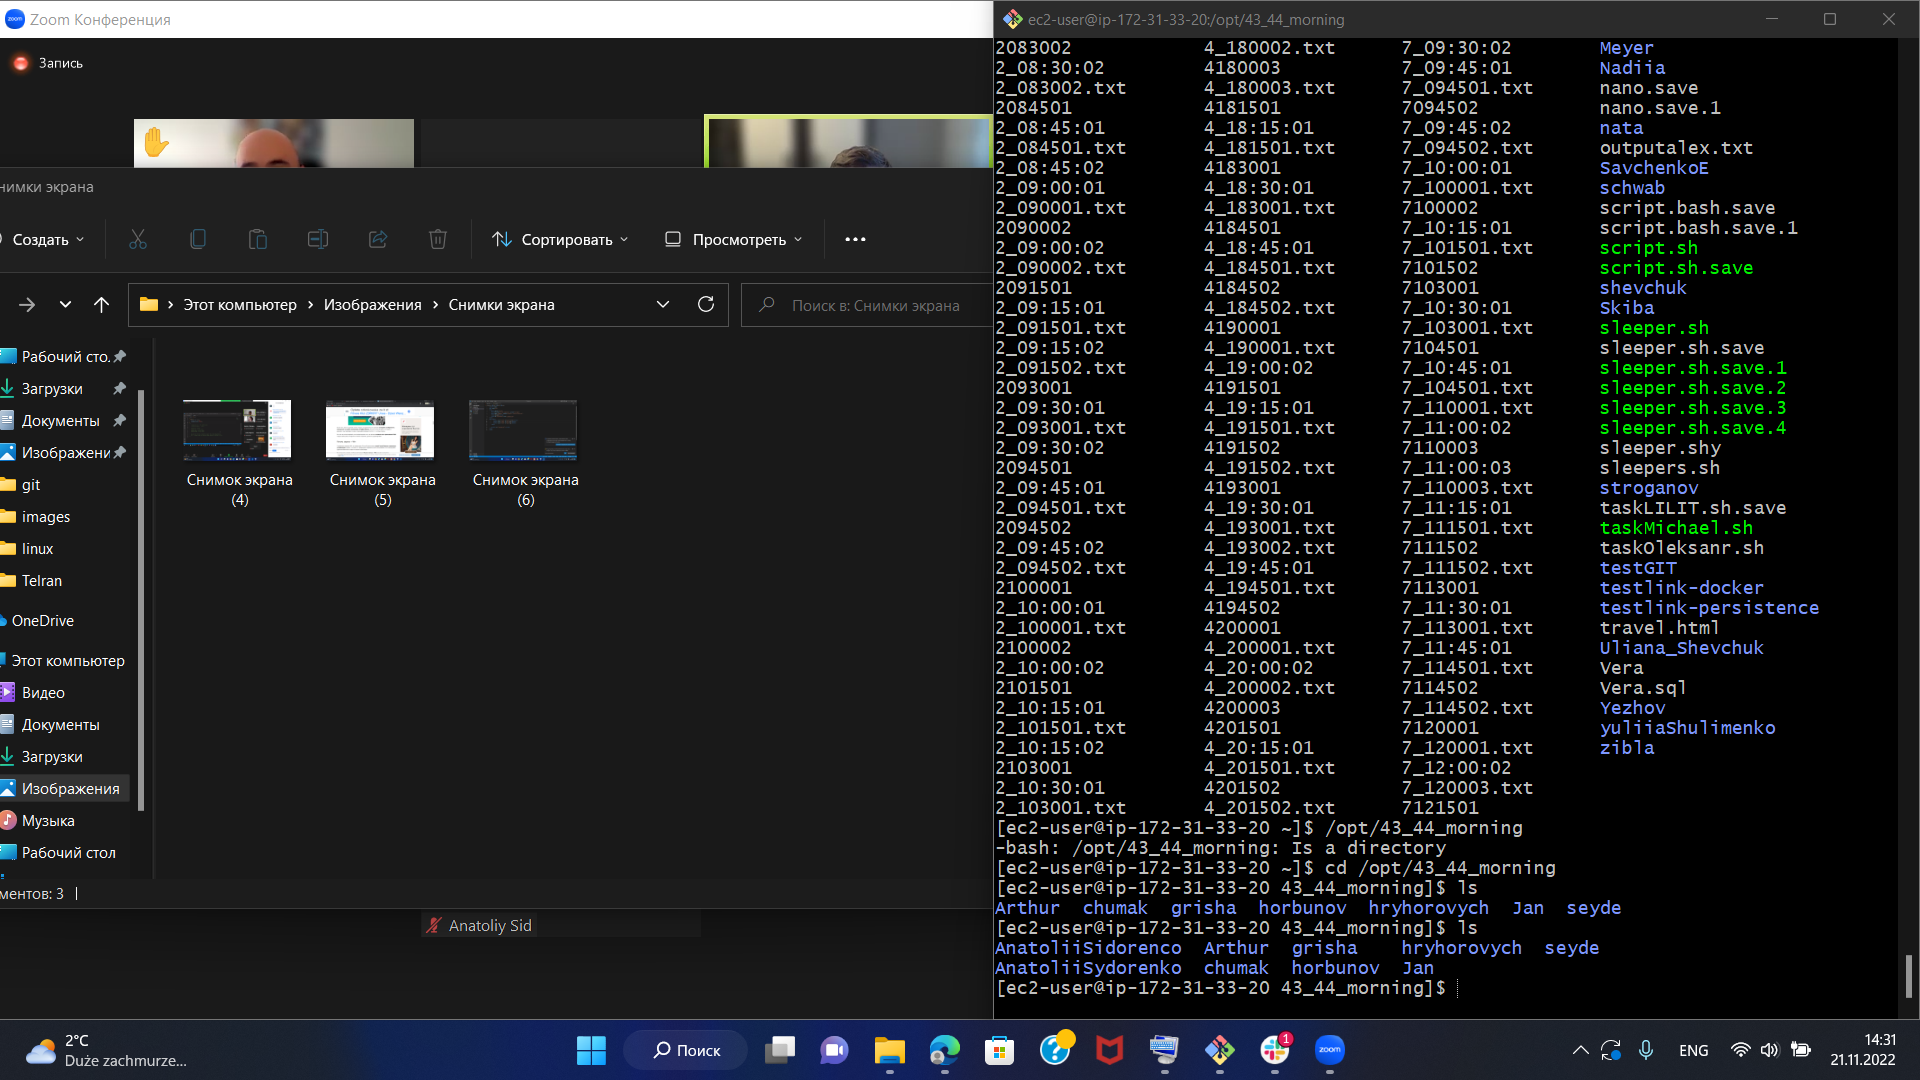 Zoom Конференция
Запись
нимки экрана
Создать
Сортировать
Просмотреть
Этот компьютер
Изображения
Снимки экрана
Поиск в: Снимки экрана
Рабочий сто.
Загрузки
Документы
Изображени
git
images
linux
Telran
OneDrive
Этот компьютер
Видео
Документы
Загрузки
Изображения
Музыка
Рабочий стол
Снимок экрана (4)
Снимок экрана (5)
Снимок экрана (6)
ментов: 3
Anatoliy Sid
ec2-user@ip-172-31-33-20:/opt/43_44_morning
2083002 4_180002.txt 7_09:30:02 Meyer
2_08:30:02 4180003 7_09:45:01 Nadiia
2_083002.txt 4_180003.txt 7_094501.txt nano.save
2084501 4181501 7094502 nano.save.1
2_08:45:01 4_18:15:01 7_09:45:02 nata
2_084501.txt 4_181501.txt 7_094502.txt outputalex.txt
2_08:45:02 4183001 7_10:00:01 SavchenkoE
2_09:00:01 4_18:30:01 7_100001.txt schwab
2_090001.txt 4_183001.txt 7100002 script.bash.save
2090002 4184501 7_10:15:01 script.bash.save.1
2_09:00:02 4_18:45:01 7_101501.txt script.sh
2_090002.txt 4_184501.txt 7101502 script.sh.save
2091501 4184502 7103001 shevchuk
2_09:15:01 4_184502.txt 7_10:30:01 Skiba
2_091501.txt 4190001 7_103001.txt sleeper.sh
2_09:15:02 4_190001.txt 7104501 sleeper.sh.save
2_091502.txt 4_19:00:02 7_10:45:01 sleeper.sh.save.1
2093001 4191501 7_104501.txt sleeper.sh.save.2
2_09:30:01 4_19:15:01 7_110001.txt sleeper.sh.save.3
2_093001.txt 4_191501.txt 7_11:00:02 sleeper.sh.save.4
2_09:30:02 4191502 7110003 sleeper.shy
2094501 4_191502.txt 7_11:00:03 sleepers.sh
2_09:45:01 4193001 7_110003.txt stroganov
2_094501.txt 4_19:30:01 7_11:15:01 taskLILIT.sh.save
2094502 4_193001.txt 7_111501.txt taskMichael.sh
2_09:45:02 4_193002.txt 7111502 taskOleksanr.sh
2_094502.txt 4_19:45:01 7_111502.txt testGIT
2100001 4_194501.txt 7113001 testlink-docker
2_10:00:01 4194502 7_11:30:01 testlink-persistence
2_100001.txt 4200001 7_113001.txt travel.html
2100002 4_200001.txt 7_11:45:01 Uliana_Shevchuk
2_10:00:02 4_20:00:02 7_114501.txt Vera
2101501 4_200002.txt 7114502 Vera.sql
2_10:15:01 4200003 7_114502.txt Yezhov
2_101501.txt 4201501 7120001 yuliiaShulimenko
2_10:15:02 4_20:15:01 7_120001.txt zibla
2103001 4_201501.txt 7_12:00:02
2_10:30:01 4201502 7_120003.txt
2_103001.txt 4_201502.txt 7121501
[ec2-user@ip-172-31-33-20 ~]$ /opt/43_44_morning
-bash: /opt/43_44_morning: Is a directory
[ec2-user@ip-172-31-33-20 ~]$ cd /opt/43_44_morning
[ec2-user@ip-172-31-33-20 43_44_morning]$ ls
Arthur chumak grisha horbunov hryhorovych Jan seyde
[ec2-user@ip-172-31-33-20 43_44_morning]$ ls
AnatoliiSidorenco Arthur grisha hryhorovych seyde
AnatoliiSydorenko chumak horbunov Jan
[ec2-user@ip-172-31-33-20 43_44_morning]$
2°C
Duże zachmurze...
Поиск
1
zoom
ENG
14:31
21.11.2022